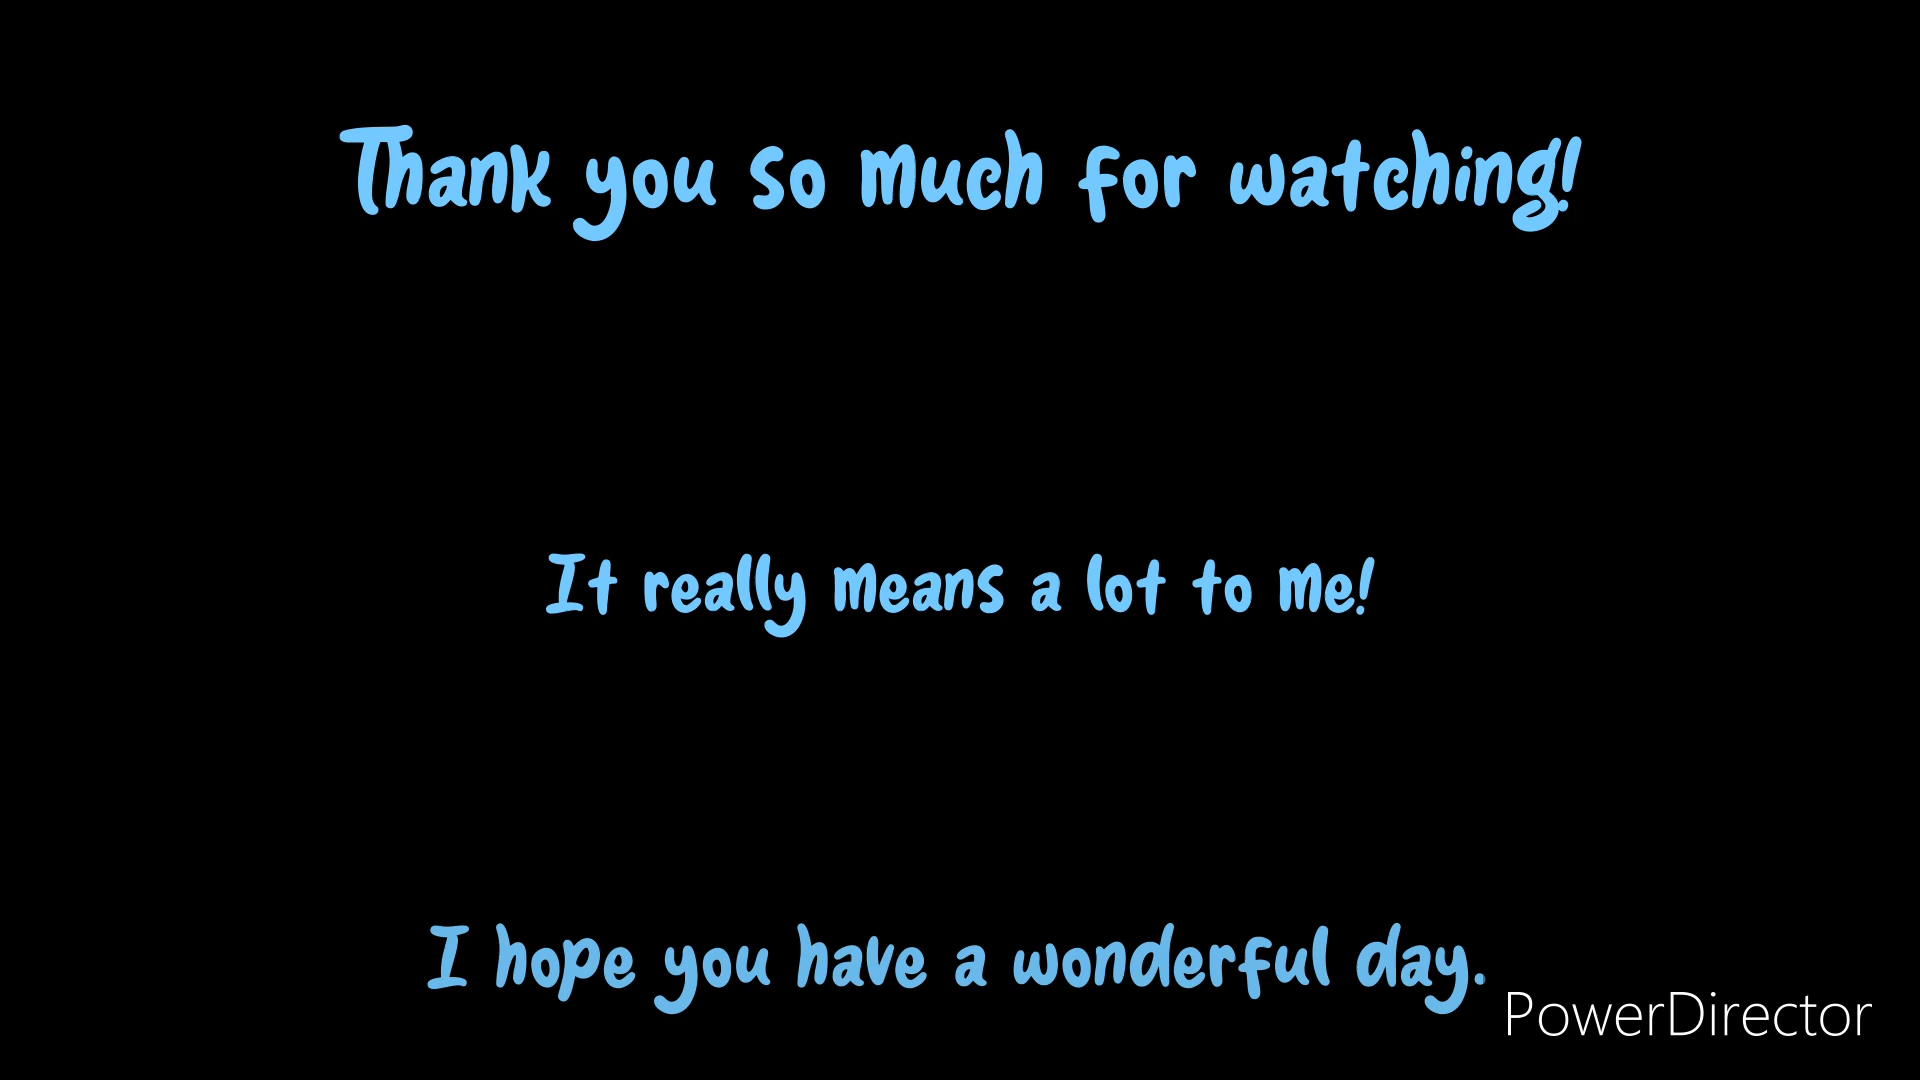 Thank you so much for watching!
It really means a lot to me!
I hope you have a wonderful day.
PowerDirector